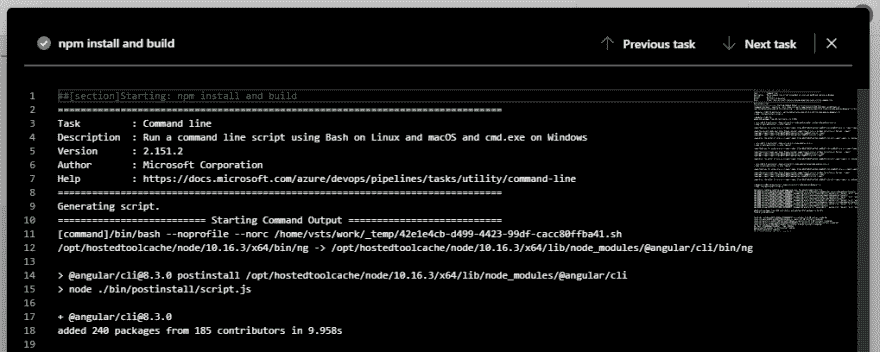 npm install and build
Previous task
Next task
1 ##[section]Starting: npm install and build
2 ==============================================================================
3 Task         : Command line
4 Description  : Run a command line script using Bash on Linux and macOS and cmd.exe on Windows
5 Version      : 2.151.2
6 Author       : Microsoft Corporation
7 Help         : https://docs.microsoft.com/azure/devops/pipelines/tasks/utility/command-line
8 ==============================================================================
9 Generating script.
10 ========================== Starting Command Output ===========================
11 [command]/bin/bash --noprofile --norc /home/vsts/work/_temp/42e1e4cb-d499-4423-99df-cacc80ffba41.sh
12 /opt/hostedtoolcache/node/10.16.3/x64/bin/ng -> /opt/hostedtoolcache/node/10.16.3/x64/lib/node_modules/@angular/cli/bin/ng
13
14 > @angular/cli@8.3.0 postinstall /opt/hostedtoolcache/node/10.16.3/x64/lib/node_modules/@angular/cli
15 > node ./bin/postinstall/script.js
16
17 + @angular/cli@8.3.0
18 added 240 packages from 185 contributors in 9.958s
19